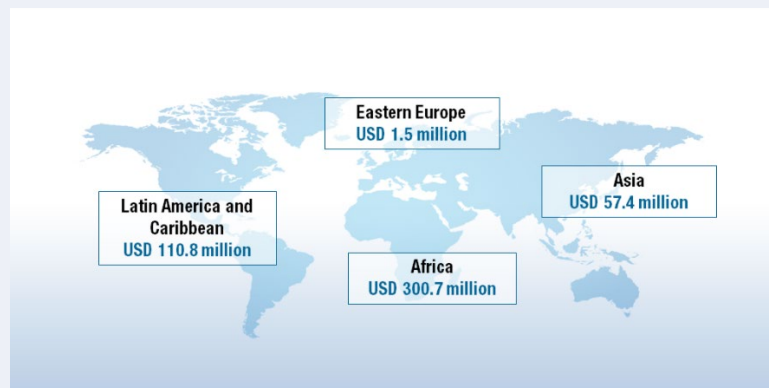 Eastern Europe
USD 1.5 million
Asia
USD 57.4 million
Latin America and
Caribbean
USD 110.8 million
Africa
USD 300.7 million